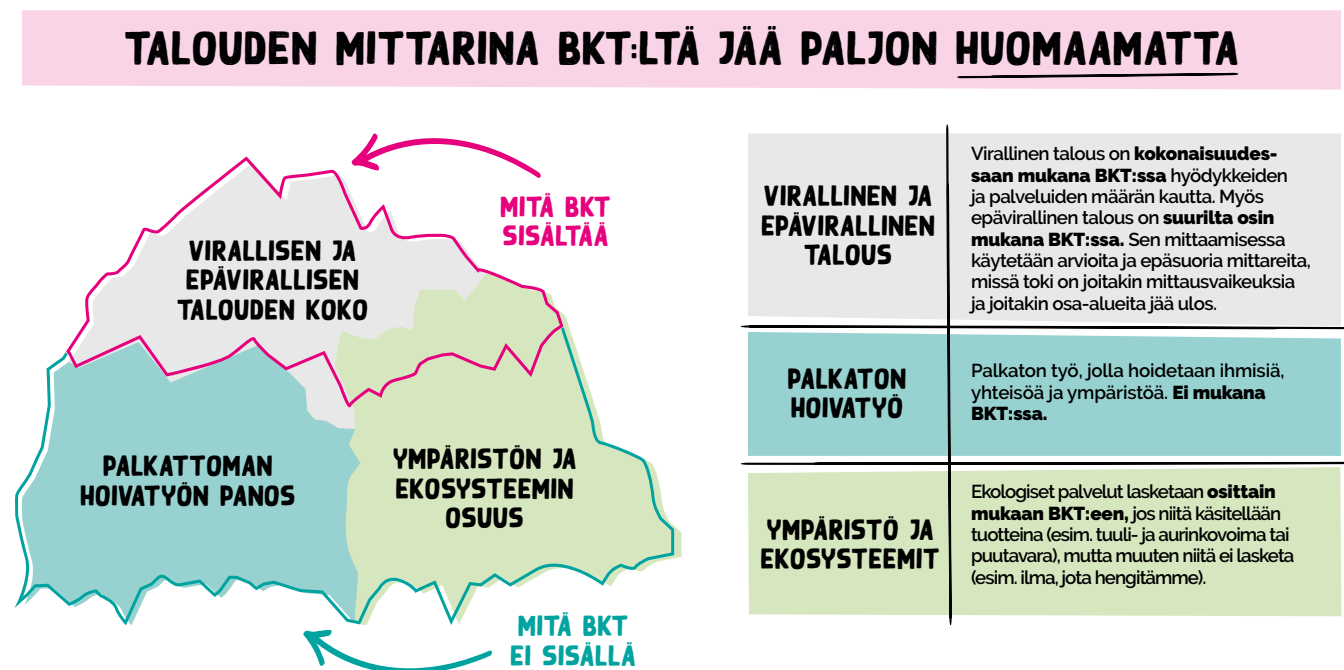 TALOUDEN MITTARINA BKT:LTÄ JÄÄ PALJON HUOMAAMATTA
MITÄ BKT
SISÄLTÄÄ
VIRALLISEN JA
EPÄVIRALLISEN
TALOUDEN KOKO
PALKATTOMAN
HOIVATYÖN PANOS
YMPÄRISTÖN JA
EKOSYSTEEMIN
OSUUS
MITÄ BKT
EI SISÄLLÄ
VIRALLINEN JA
EPÄVIRALLINEN
TALOUS
Virallinen talous on kokonaisuudes-
saan mukana BKT:ssa hyödykkeiden
ja palveluiden määrän kautta. Myös
epävirallinen talous on suurilta osin
mukana BKT:ssa. Sen mittaamisessa
käytetään arvioita ja epäsuoria mittareita,
missä toki on joitakin mittausvaikeuksia
ja joitakin osa-alueita jää ulos.
PALKATON
HOIVATYÖ
Palkaton työ, jolla hoidetaan ihmisiä,
yhteisöä ja ympäristöä. Ei mukana
BKT:ssa.
YMPÄRISTÖ JA
EKOSYSTEEMIT
Ekologiset palvelut lasketaan osittain
mukaan BKT:een, jos niitä käsitellään
tuotteina (esim. tuuli- ja aurinkovoima tai
puutavara), mutta muuten niitä ei lasketa
(esim. ilma, jota hengitämme).